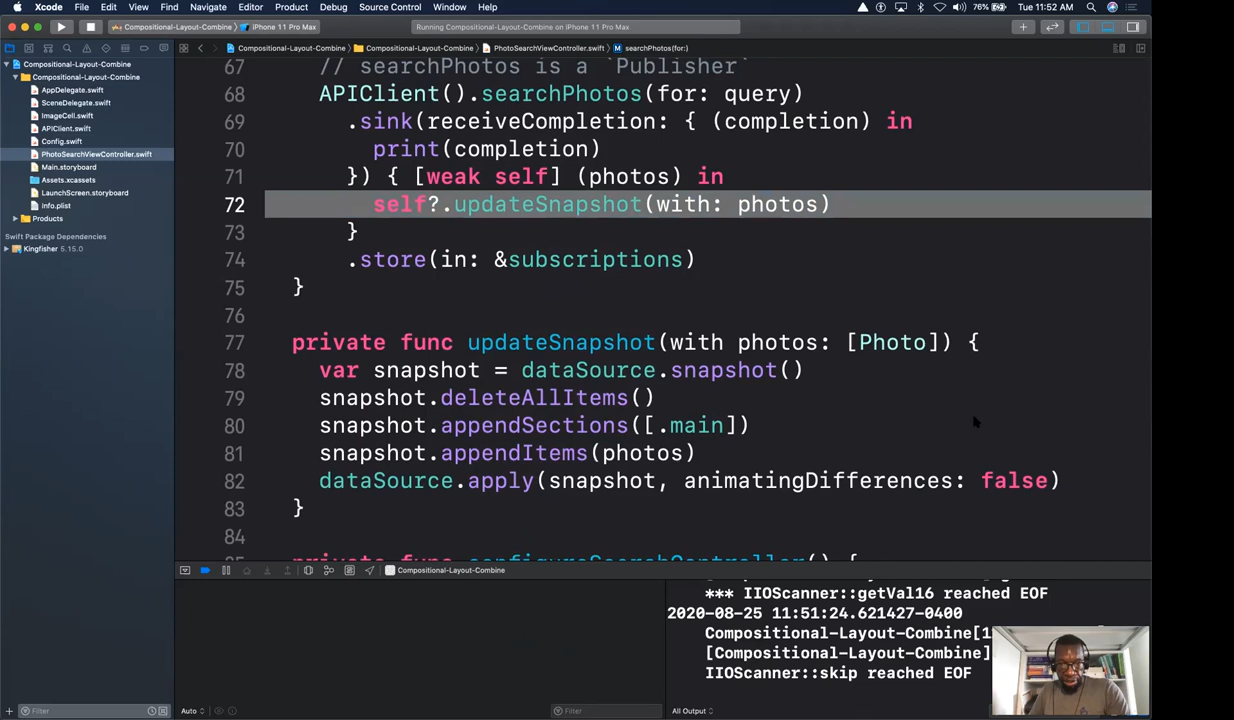 Xcode File Edit View Find Navigate Editor Product Debug Source Control Window Help 76% Tue 11:52 AM
Compositional-Layout-Combine iPhone 11 Pro Max Running Compositional-Layout-Combine on iPhone 11 Pro Max
Compositional-Layout-Combine Compositional-Layout-Combine PhotoSearchViewController.swift M searchPhotos(for:)
Compositional-Layout-Combine
Compositional-Layout-Combine
AppDelegate.swift
SceneDelegate.swift
ImageCell.swift
APIClient.swift
Config.swift
PhotoSearchViewController.swift
Main.storyboard
Assets.xcassets
LaunchScreen.storyboard
Info.plist
Products
Swift Package Dependencies
Kingfisher 5.15.0
67 // searchPhotos is a `Publisher`
68 APIClient().searchPhotos(for: query)
69 .sink(receiveCompletion: { (completion) in
70 print(completion)
71 }) { [weak self] (photos) in
72 self?.updateSnapshot(with: photos)
73 }
74 .store(in: &subscriptions)
75 }
76
77 private func updateSnapshot(with photos: [Photo]) {
78 var snapshot = dataSource.snapshot()
79 snapshot.deleteAllItems()
80 snapshot.appendSections([.main])
81 snapshot.appendItems(photos)
82 dataSource.apply(snapshot, animatingDifferences: false)
83 }
84
85 private func configureSearchController() {
Compositional-Layout-Combine
*** IIOScanner::getVal16 reached EOF
2020-08-25 11:51:24.621427-0400
Compositional-Layout-Combine[1
[Compositional-Layout-Combine]
IIOScanner::skip reached EOF
Filter
Auto
Filter
All Output